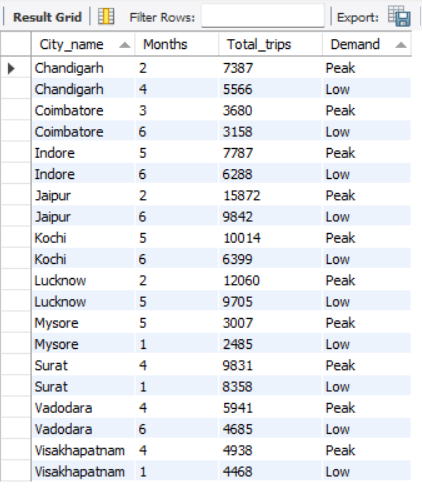 Result Grid Filter Rows: Export:
City_name Months Total_trips Demand
Chandigarh 2 7387 Peak
Chandigarh 4 5566 Low
Coimbatore 3 3680 Peak
Coimbatore 6 3158 Low
Indore 5 7787 Peak
Indore 6 6288 Low
Jaipur 2 15872 Peak
Jaipur 6 9842 Low
Kochi 5 10014 Peak
Kochi 6 6399 Low
Lucknow 2 12060 Peak
Lucknow 5 9705 Low
Mysore 5 3007 Peak
Mysore 1 2485 Low
Surat 4 9831 Peak
Surat 1 8358 Low
Vadodara 4 5941 Peak
Vadodara 6 4685 Low
Visakhapatnam 4 4938 Peak
Visakhapatnam 1 4468 Low